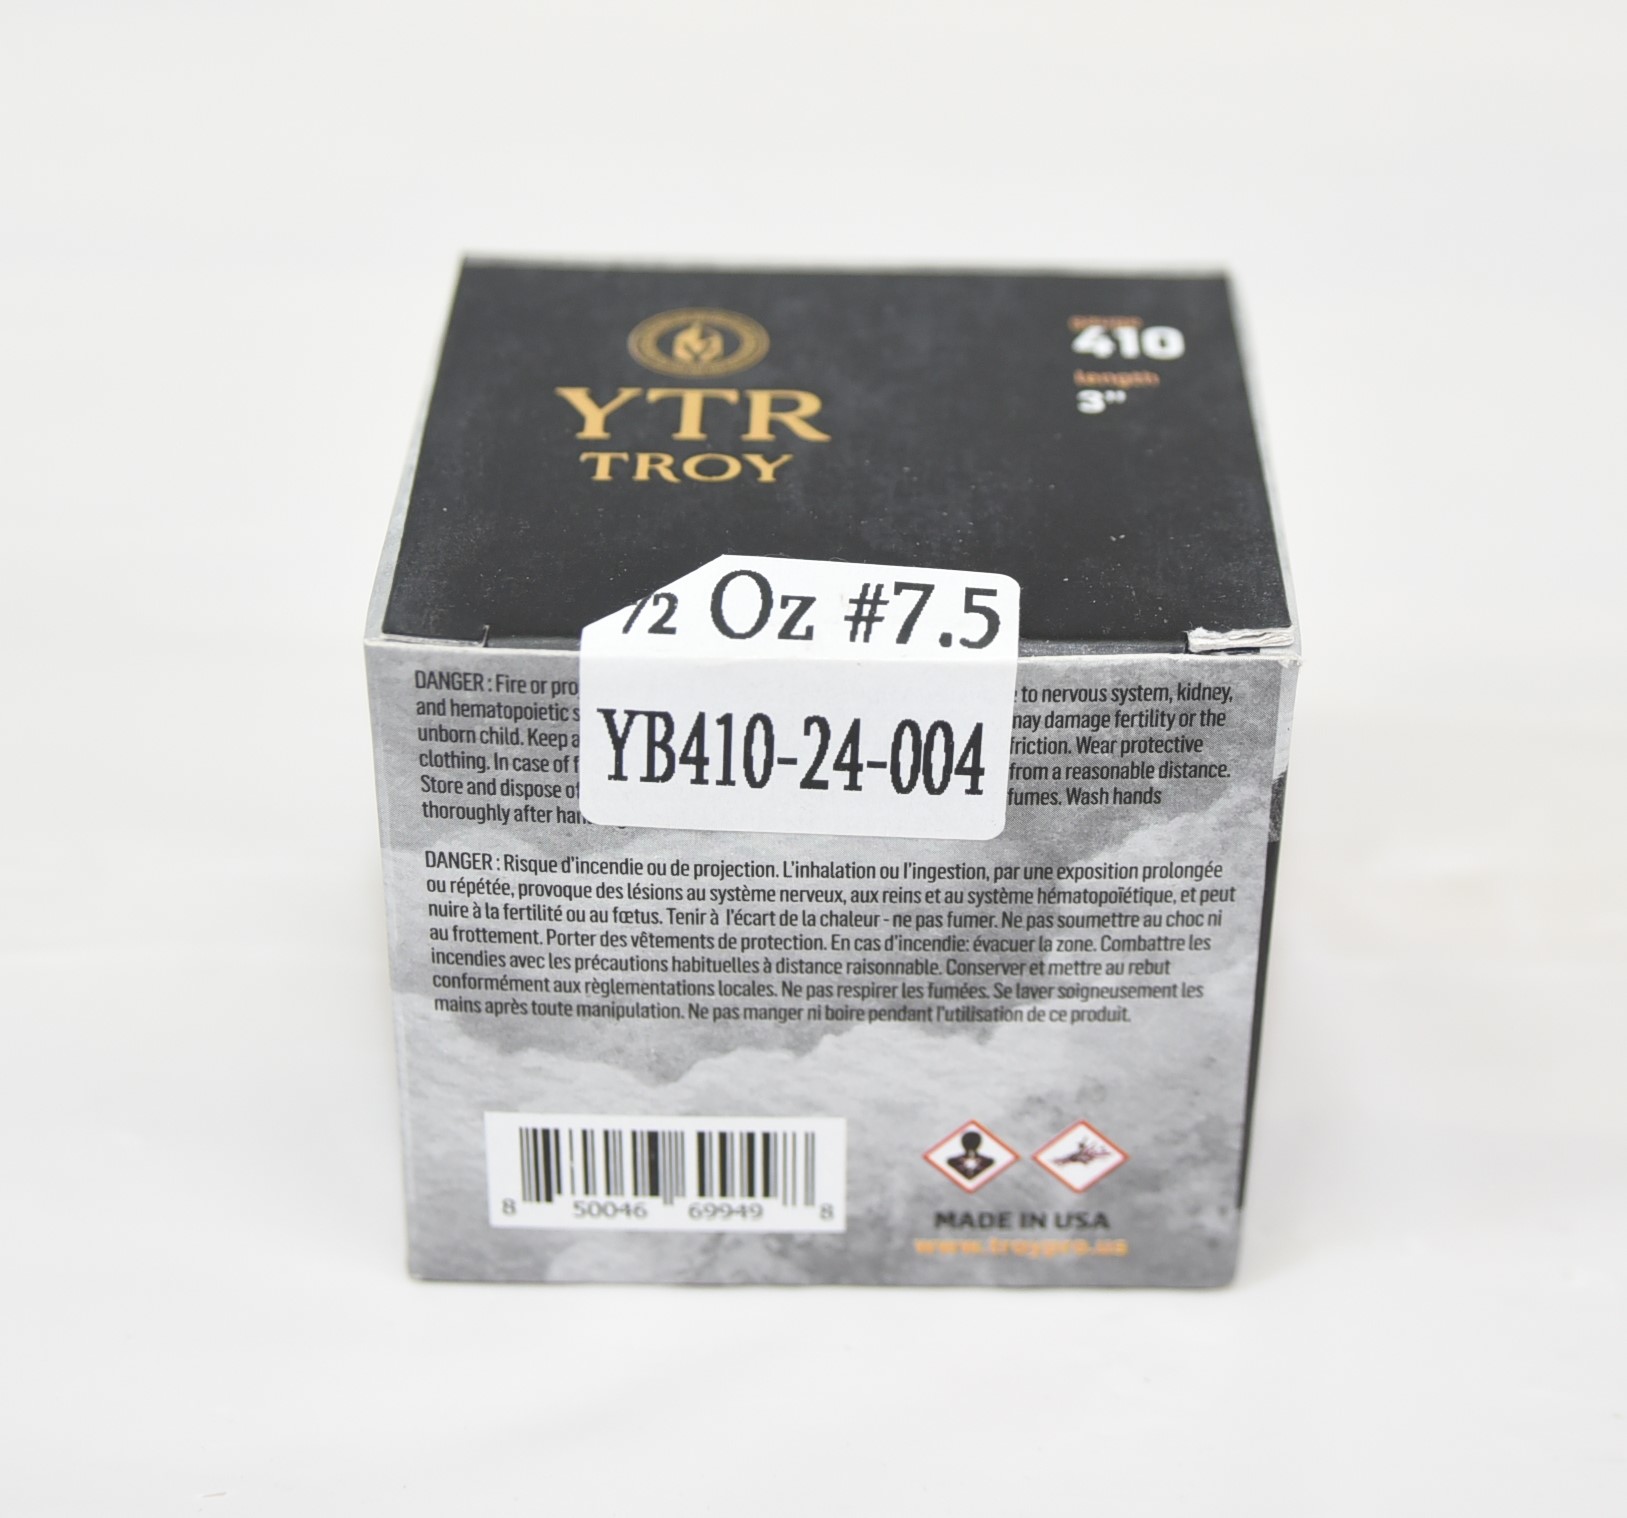 YTR
TROY
410
length
3"
/2 Oz #7.5
YB410-24-004
DANGER : Fire or pro
to nervous system, kidney,
and hematopoietic s
may damage fertility or the
unborn child. Keep a
friction. Wear protective
clothing. In case of f
from a reasonable distance.
Store and dispose of
fumes. Wash hands
thoroughly after han
DANGER : Risque d'incendie ou de projection. L'inhalation ou l'ingestion, par une exposition prolongée
ou répétée, provoque des lésions au système nerveux, aux reins et au système hématopoïétique, et peut
nuire à la fertilité ou au fœtus. Tenir à l'écart de la chaleur - ne pas fumer. Ne pas soumettre au choc ni
au frottement. Porter des vêtements de protection. En cas d'incendie: évacuer la zone. Combattre les
incendies avec les précautions habituelles à distance raisonnable. Conserver et mettre au rebut
conformément aux règlementations locales. Ne pas respirer les fumées. Se laver soigneusement les
mains après toute manipulation. Ne pas manger ni boire pendant l'utilisation de ce produit.
8 50046 69949 8
MADE IN USA
www.troypro.us